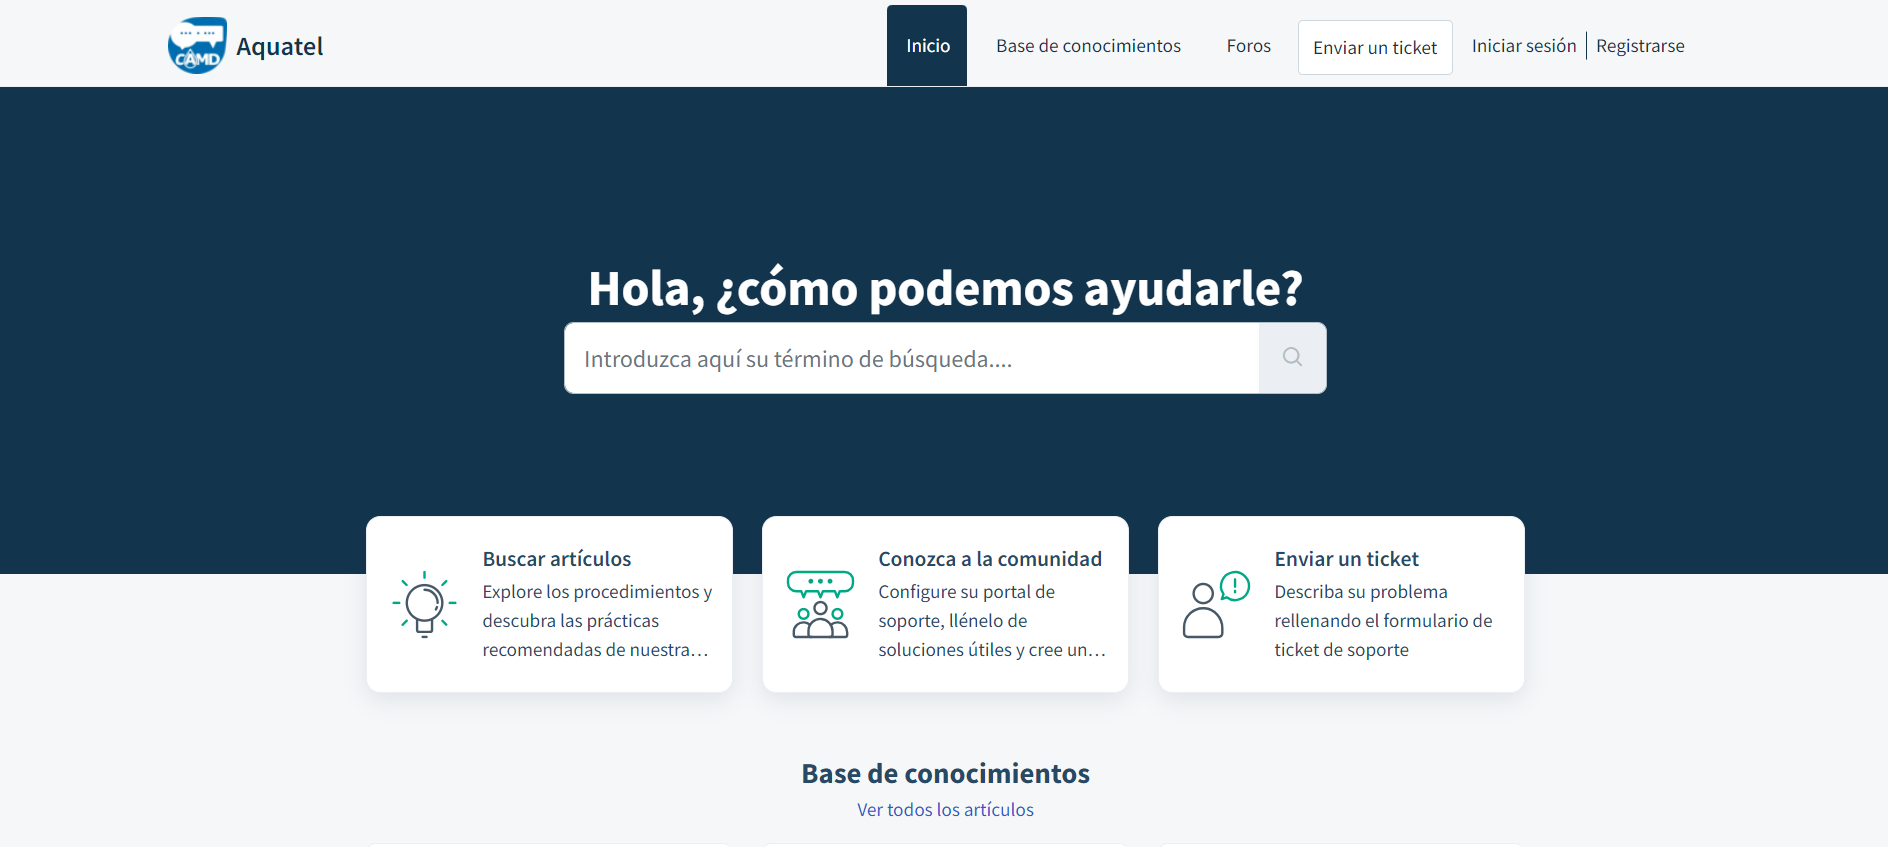 CAMD
Aquatel
Inicio
Base de conocimientos
Foros
Enviar un ticket
Iniciar sesión
Registrarse
Hola, ¿cómo podemos ayudarle?
Introduzca aquí su término de búsqueda....
Buscar artículos
Explore los procedimientos y
descubra las prácticas
recomendadas de nuestra…
Conozca a la comunidad
Configure su portal de
soporte, llénelo de
soluciones útiles y cree un…
Enviar un ticket
Describa su problema
rellenando el formulario de
ticket de soporte
Base de conocimientos
Ver todos los artículos